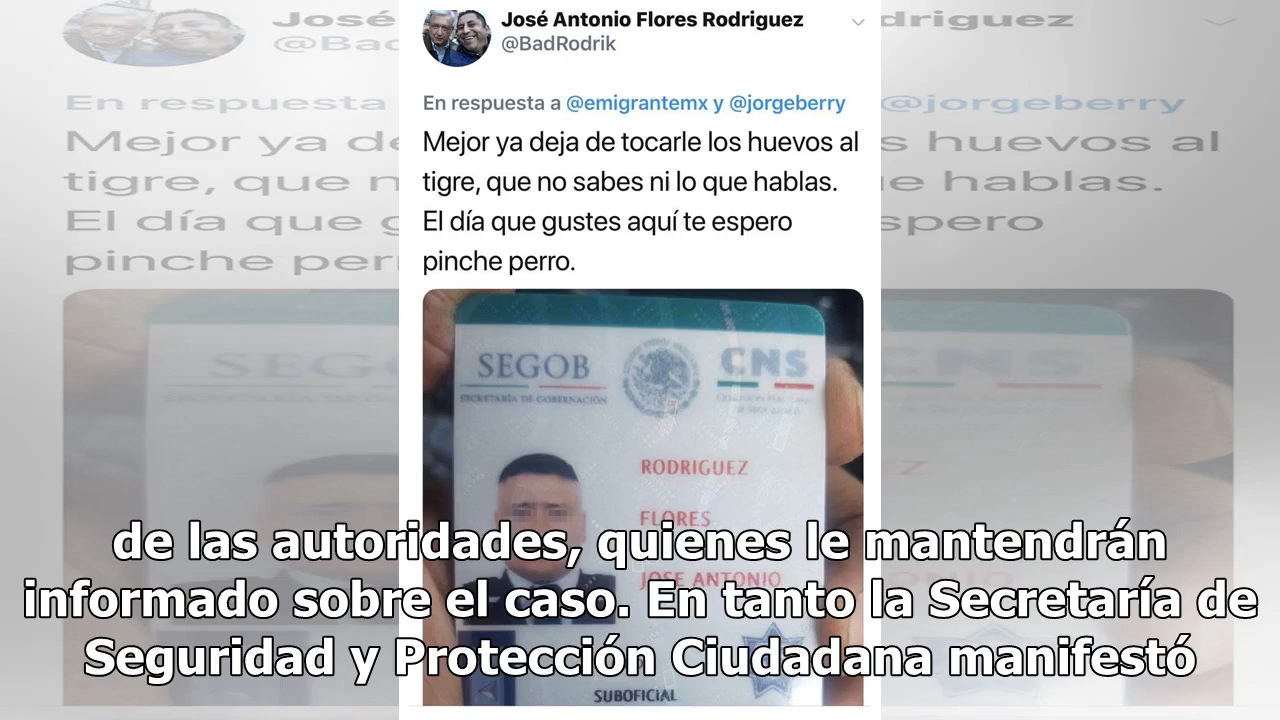 José Antonio Flores Rodriguez
@BadRodrik
En respuesta a @emigrantemx y @jorgeberry
Mejor ya deja de tocarle los huevos al
tigre, que no sabes ni lo que hablas.
El día que gustes aquí te espero
pinche perro.
SEGOB
SECRETARÍA DE GOBERNACIÓN
CNS
RODRIGUEZ
FLORES
JOSE ANTONIO
SUBOFICIAL
de las autoridades, quienes le mantendrán
informado sobre el caso. En tanto la Secretaría de
Seguridad y Protección Ciudadana manifestó